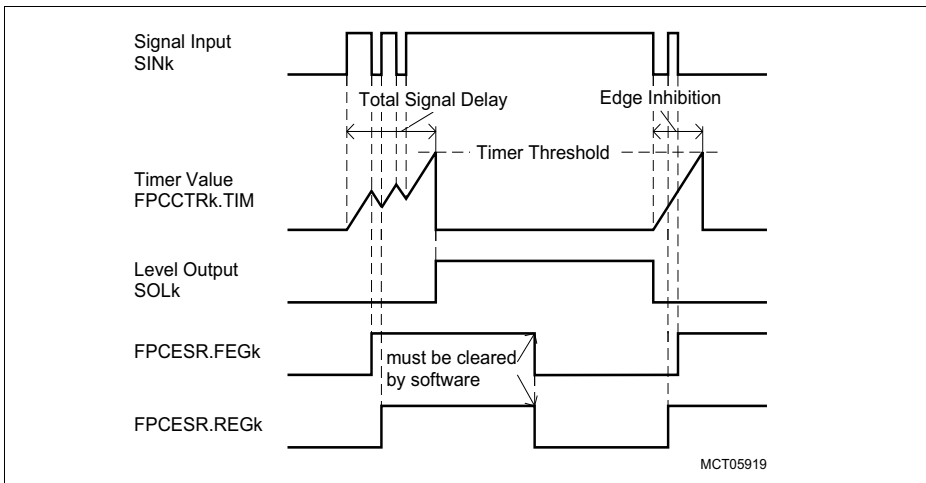 Signal Input
SINk
Total Signal Delay
Edge Inhibition
Timer Threshold
Timer Value
FPCCTRk.TIM
Level Output
SOLk
FPCESR.FEGk
must be cleared
by software
FPCESR.REGk
MCT05919